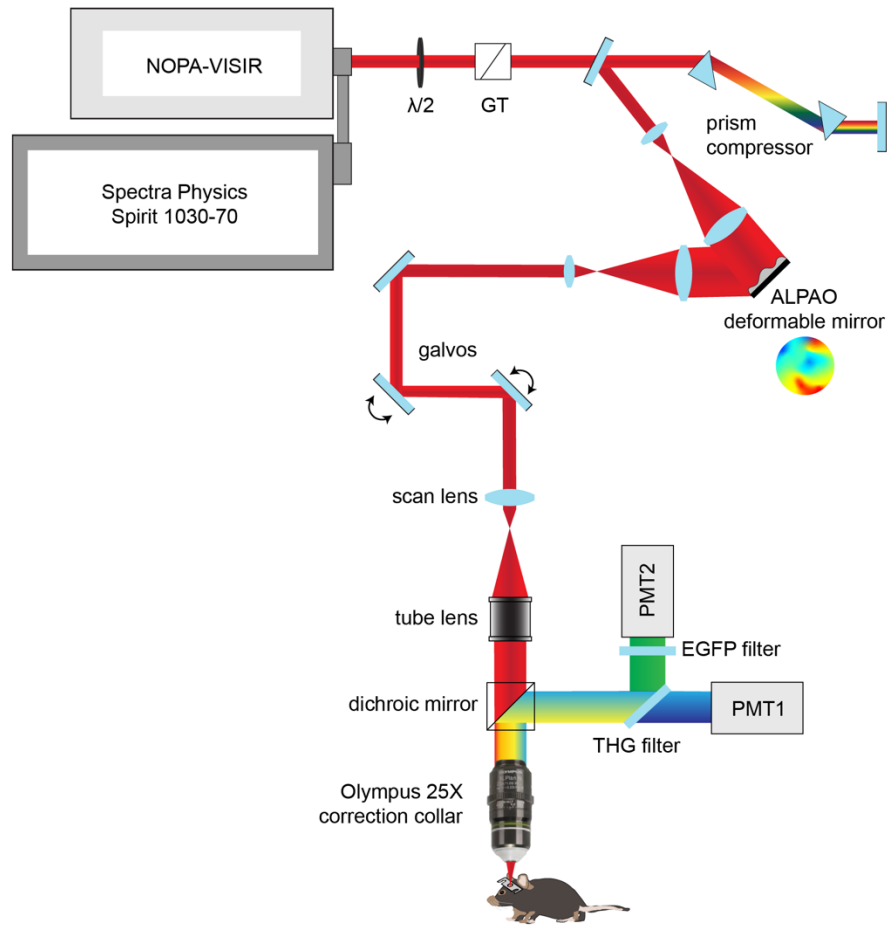 NOPA-VISIR
λ/2
GT
prism
compressor
Spectra Physics
Spirit 1030-70
ALPAO
deformable mirror
galvos
scan lens
PMT2
tube lens
EGFP filter
dichroic mirror
PMT1
THG filter
Olympus 25X
correction collar